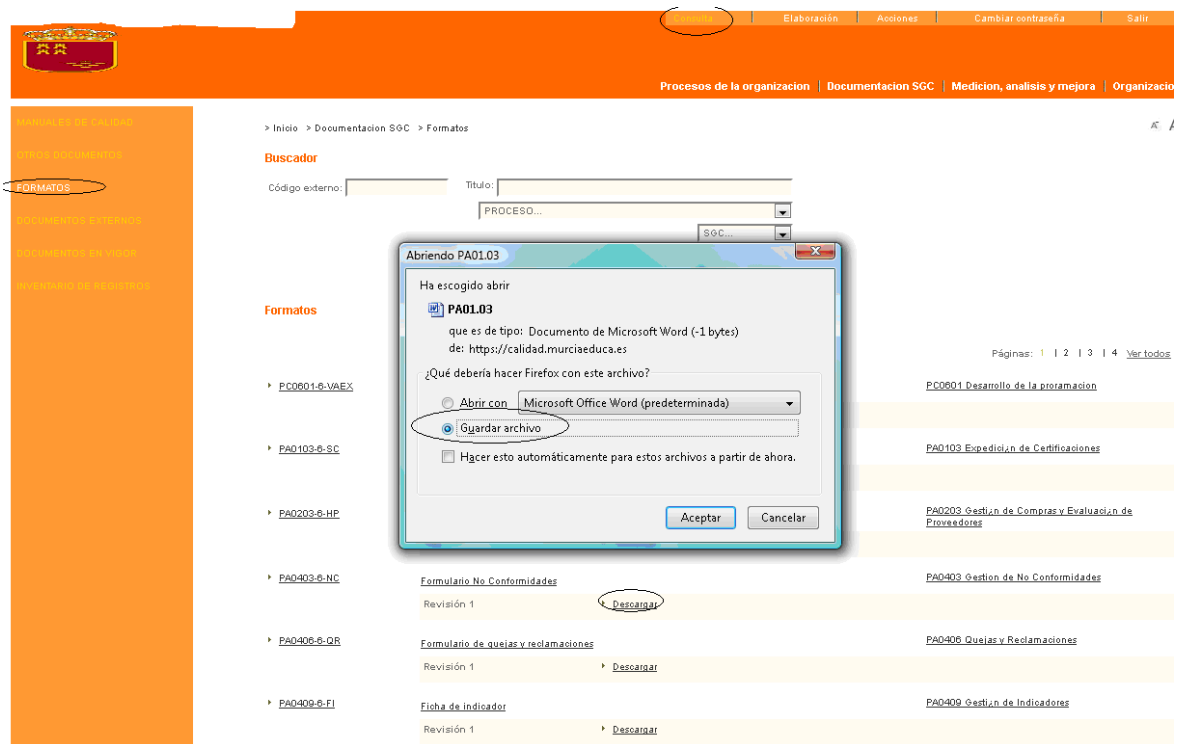 Consulta | Elaboración | Acciones | Cambiar contraseña | Salir
Procesos de la organizacion | Documentacion SGC | Medicion, analisis y mejora | Organizacio
MANUALES DE CALIDAD
OTROS DOCUMENTOS
FORMATOS
DOCUMENTOS EXTERNOS
DOCUMENTOS EN VIGOR
INVENTARIO DE REGISTROS
> Inicio > Documentacion SGC > Formatos
Buscador
Código externo:
Titulo:
PROCESO...
SGC...
Abriendo PA01.03
Ha escogido abrir
PA01.03
que es de tipo: Documento de Microsoft Word (-1 bytes)
de: https://calidad.murciaeduca.es
¿Qué debería hacer Firefox con este archivo?
Abrir con Microsoft Office Word (predeterminada)
Guardar archivo
Hacer esto automáticamente para estos archivos a partir de ahora.
Aceptar Cancelar
Formatos
Páginas: 1 | 2 | 3 | 4 Ver todos
PC0601-6-VAEX
PC0601 Desarrollo de la proramacion
PA0103-6-SC
PA0103 Expedici¿n de Certificaciones
PA0203-6-HP
PA0203 Gesti¿n de Compras y Evaluaci¿n de
Proveedores
PA0403-6-NC
Formulario No Conformidades
PA0403 Gestion de No Conformidades
Revisión 1 Descargar
PA0406-6-QR
Formulario de quejas y reclamaciones
PA0406 Quejas y Reclamaciones
Revisión 1 Descargar
PA0409-6-FI
Ficha de indicador
PA0409 Gesti¿n de Indicadores
Revisión 1 Descargar